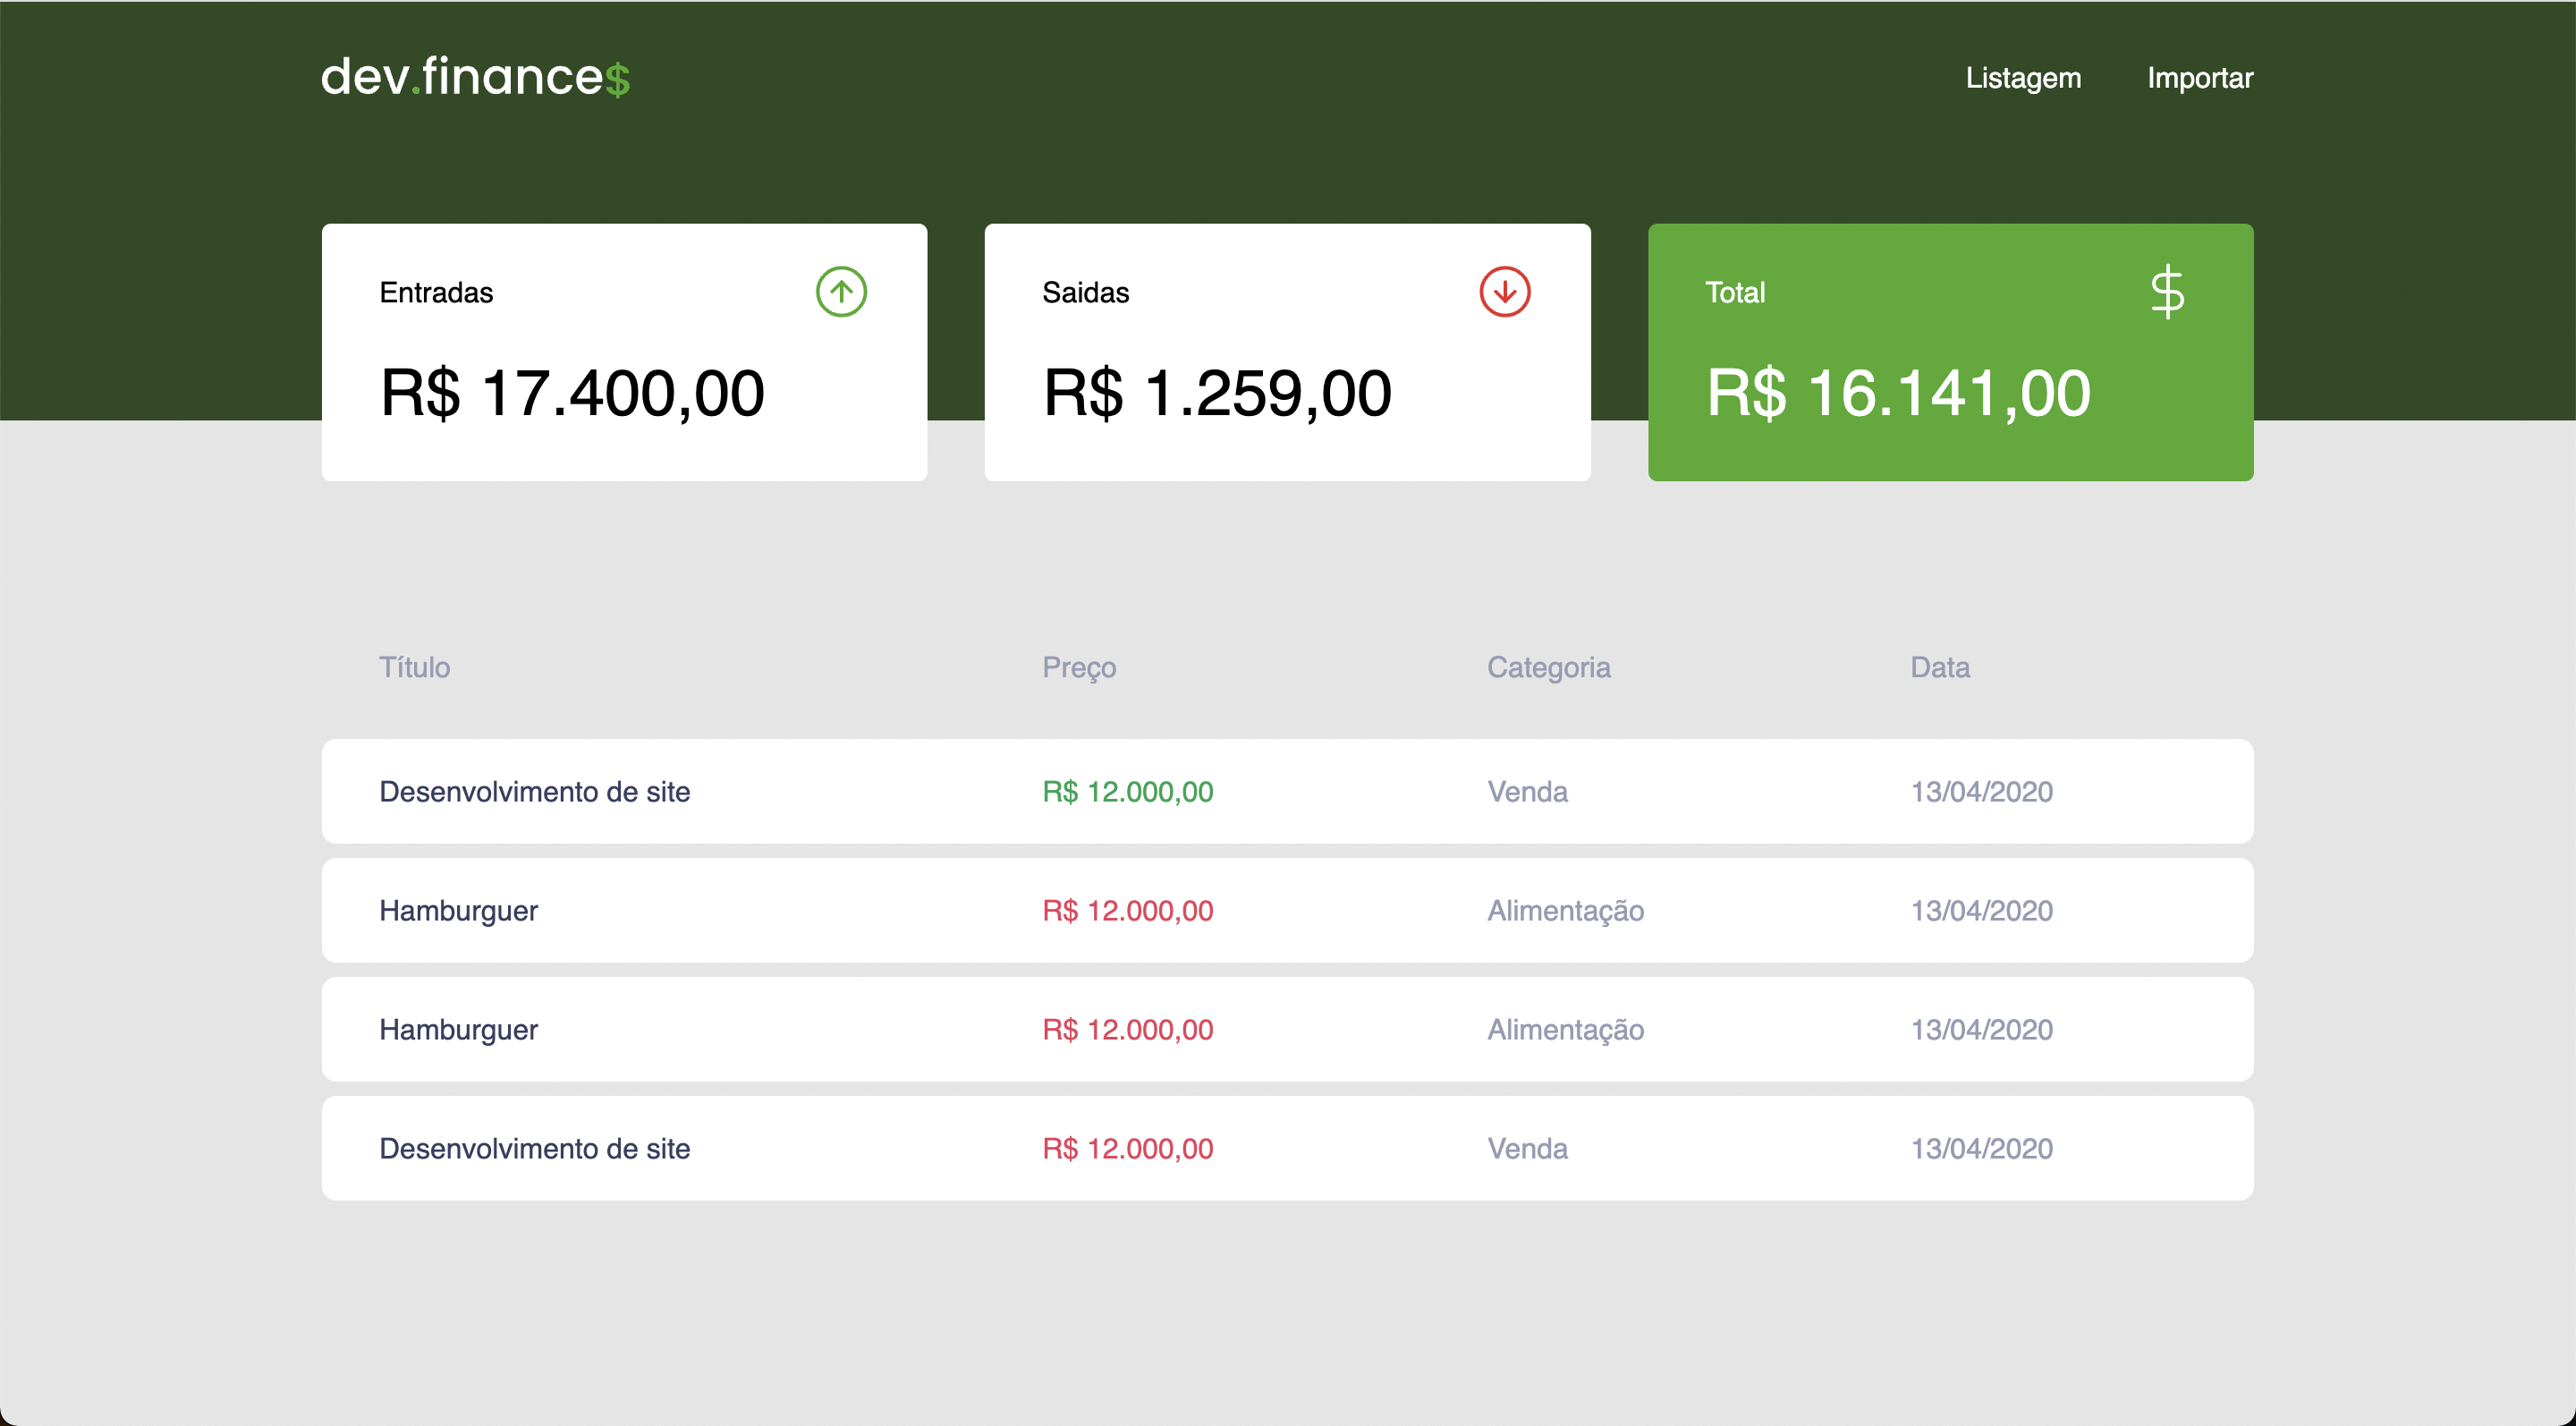 dev.finance$
Listagem Importar
Entradas
R$ 17.400,00
Saidas
R$ 1.259,00
Total
$
R$ 16.141,00
Título Preço Categoria Data
Desenvolvimento de site R$ 12.000,00 Venda 13/04/2020
Hamburguer R$ 12.000,00 Alimentação 13/04/2020
Hamburguer R$ 12.000,00 Alimentação 13/04/2020
Desenvolvimento de site R$ 12.000,00 Venda 13/04/2020